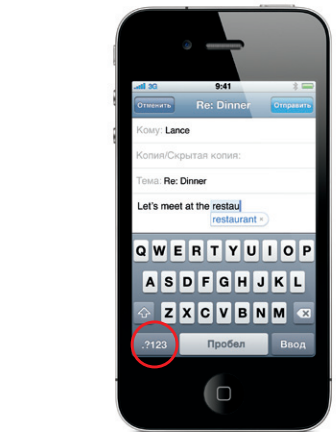 3G 9:41
Отменить Re: Dinner Отправить
Кому: Lance
Копия/Скрытая копия:
Тема: Re: Dinner
Let's meet at the restau
restaurant ×
Q W E R T Y U I O P
A S D F G H J K L
Z X C V B N M
.?123 Пробел Ввод